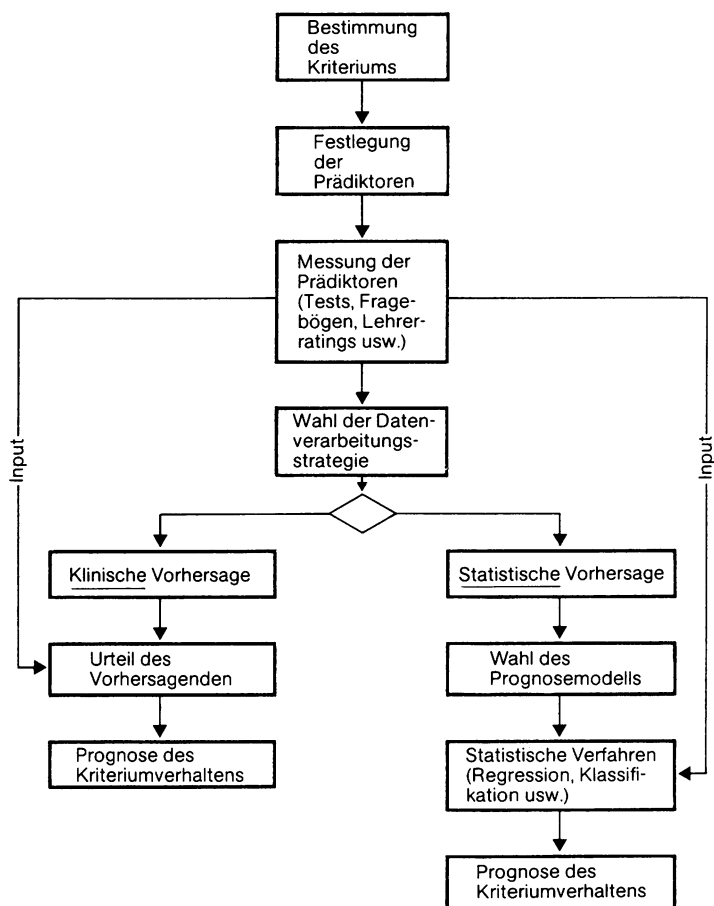 Bestimmung
des
Kriteriums
Festlegung
der
Prädiktoren
Messung der
Prädiktoren
(Tests, Frage-
bögen, Lehrer-
ratings usw.)
Input
Input
Wahl der Daten-
verarbeitungs-
strategie
Klinische Vorhersage
Statistische Vorhersage
Urteil des
Vorhersagenden
Wahl des
Prognosemodells
Prognose des
Kriteriumverhaltens
Statistische Verfahren
(Regression, Klassifi-
kation usw.)
Prognose des
Kriteriumverhaltens